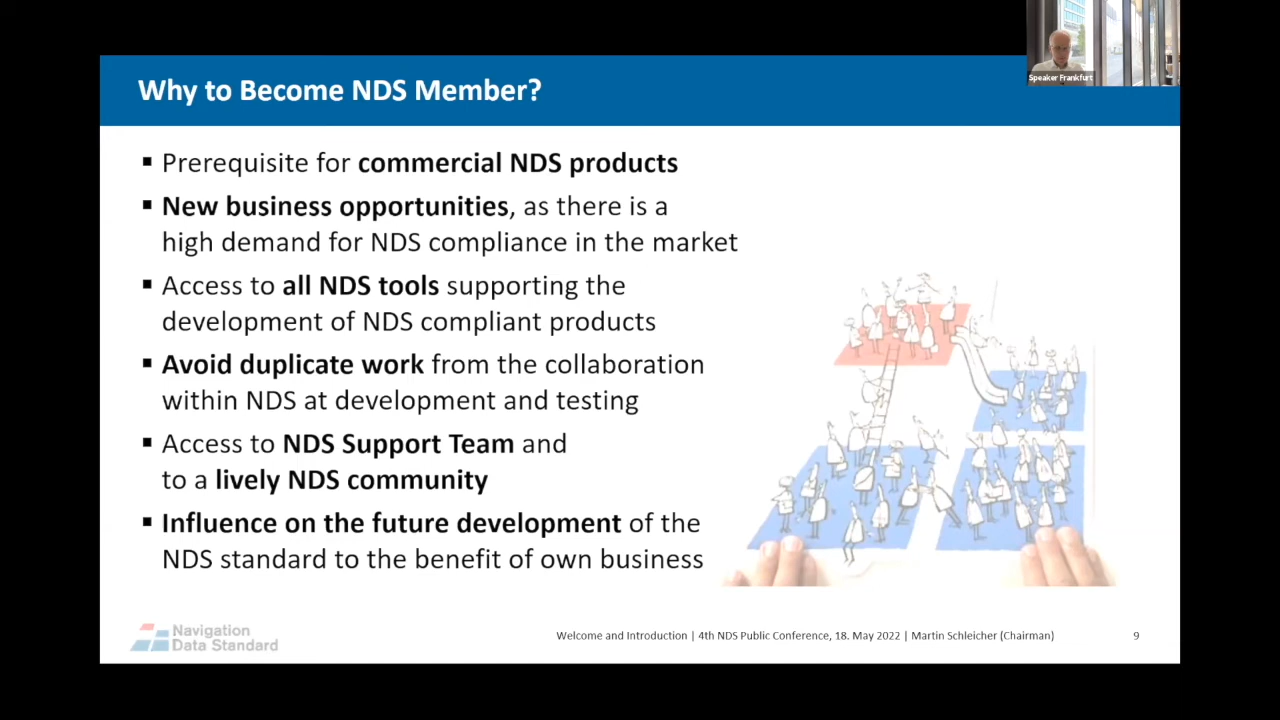 Speaker Frankfurt
Why to Become NDS Member?
▪ Prerequisite for commercial NDS products
▪ New business opportunities, as there is a
high demand for NDS compliance in the market
▪ Access to all NDS tools supporting the
development of NDS compliant products
▪ Avoid duplicate work from the collaboration
within NDS at development and testing
▪ Access to NDS Support Team and
to a lively NDS community
▪ Influence on the future development of the
NDS standard to the benefit of own business
Navigation
Data Standard
Welcome and Introduction | 4th NDS Public Conference, 18. May 2022 | Martin Schleicher (Chairman)
9